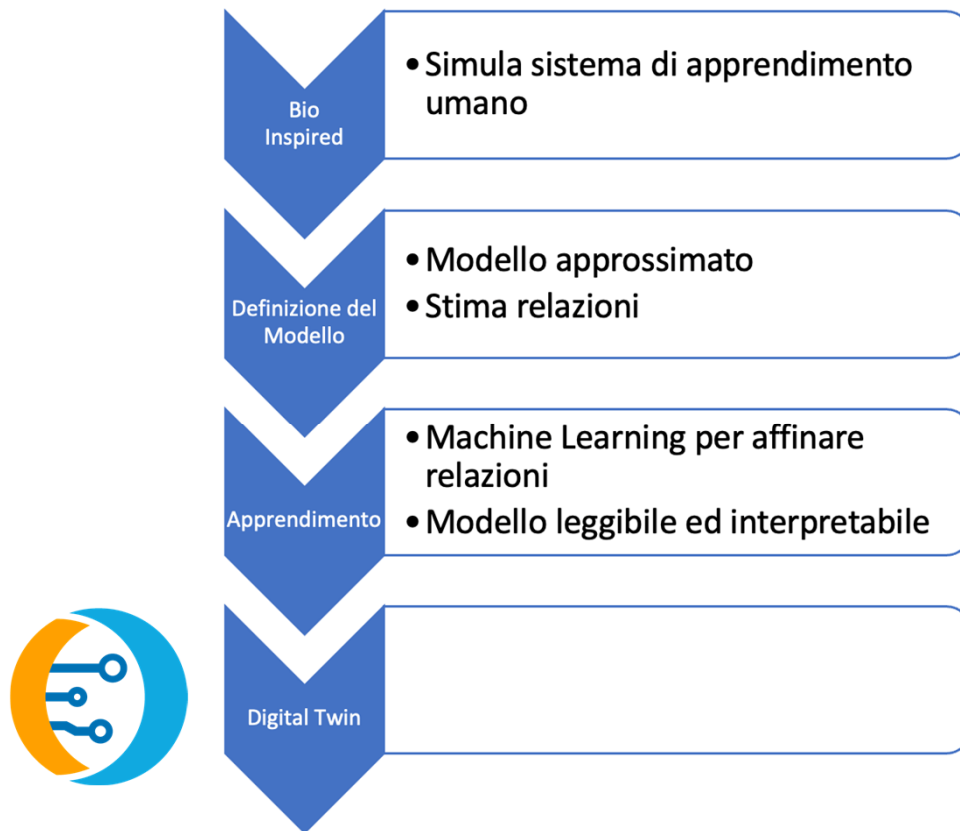 Bio
Inspired
• Simula sistema di apprendimento
umano
Definizione del
Modello
• Modello approssimato
• Stima relazioni
Apprendimento
• Machine Learning per affinare
relazioni
• Modello leggibile ed interpretabile
Digital Twin